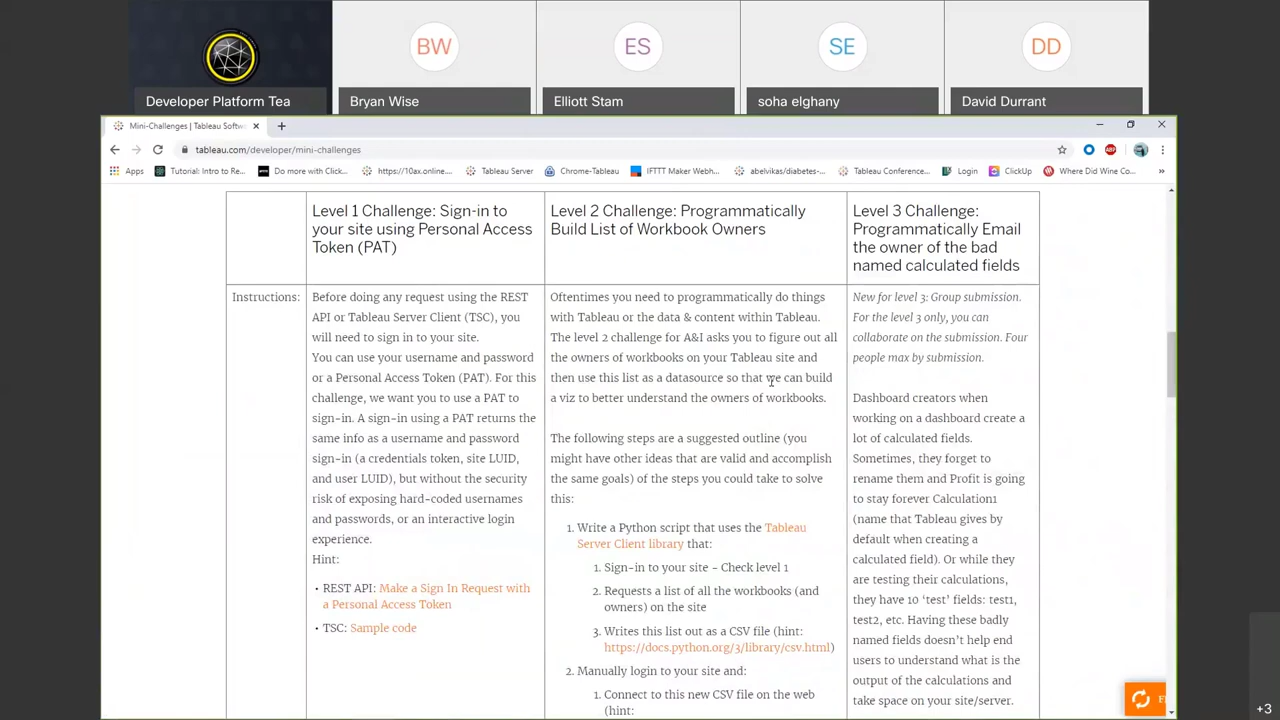 BW
ES
SE
DD
Developer Platform Tea
Bryan Wise
Elliott Stam
soha elghany
David Durrant
Mini-Challenges | Tableau Softw
tableau.com/developer/mini-challenges
ABP
Apps
Tutorial: Intro to Re...
Do more with Click...
https://10ax.online....
Tableau Server
Chrome-Tableau
IFTTT Maker Webh...
abelvikas/diabetes-...
Tableau Conference...
Login
ClickUp
Where Did Wine Co...
»
Level 1 Challenge: Sign-in to
your site using Personal Access
Token (PAT)
Level 2 Challenge: Programmatically
Build List of Workbook Owners
Level 3 Challenge:
Programmatically Email
the owner of the bad
named calculated fields
Instructions:
Before doing any request using the REST
API or Tableau Server Client (TSC), you
will need to sign in to your site.
You can use your username and password
or a Personal Access Token (PAT). For this
challenge, we want you to use a PAT to
sign-in. A sign-in using a PAT returns the
same info as a username and password
sign-in (a credentials token, site LUID,
and user LUID), but without the security
risk of exposing hard-coded usernames
and passwords, or an interactive login
experience.
Hint:
• REST API: Make a Sign In Request with
a Personal Access Token
• TSC: Sample code
Oftentimes you need to programmatically do things
with Tableau or the data & content within Tableau.
The level 2 challenge for A&I asks you to figure out all
the owners of workbooks on your Tableau site and
then use this list as a datasource so that we can build
a viz to better understand the owners of workbooks.
The following steps are a suggested outline (you
might have other ideas that are valid and accomplish
the same goals) of the steps you could take to solve
this:
1. Write a Python script that uses the Tableau
Server Client library that:
1. Sign-in to your site - Check level 1
2. Requests a list of all the workbooks (and
owners) on the site
3. Writes this list out as a CSV file (hint:
https://docs.python.org/3/library/csv.html)
2. Manually login to your site and:
1. Connect to this new CSV file on the web
(hint:
New for level 3: Group submission.
For the level 3 only, you can
collaborate on the submission. Four
people max by submission.
Dashboard creators when
working on a dashboard create a
lot of calculated fields.
Sometimes, they forget to
rename them and Profit is going
to stay forever Calculation1
(name that Tableau gives by
default when creating a
calculated field). Or while they
are testing their calculations,
they have 10 ‘test’ fields: test1,
test2, etc. Having these badly
named fields doesn’t help end
users to understand what is the
output of the calculations and
take space on your site/server.
+3